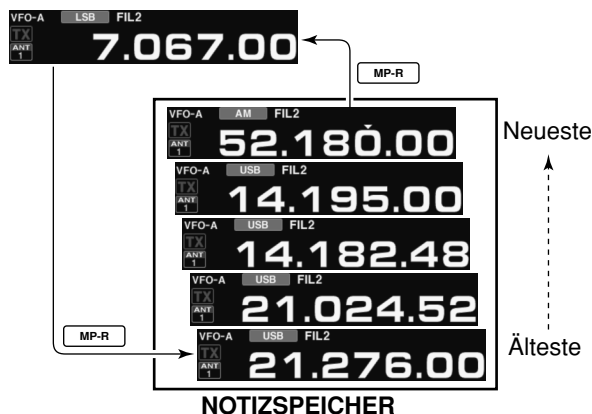 VFO-A LSB FIL2
TX
ANT 1 7.067.00
MP-R
VFO-A AM FIL2
TX
ANT 1 52.180.00
Neueste
VFO-A USB FIL2
TX
ANT 1 14.195.00
VFO-A USB FIL2
TX
ANT 1 14.182.48
VFO-A USB FIL2
TX
ANT 1 21.024.52
MP-R
VFO-A USB FIL2
TX
ANT 1 21.276.00
Älteste
NOTIZSPEICHER